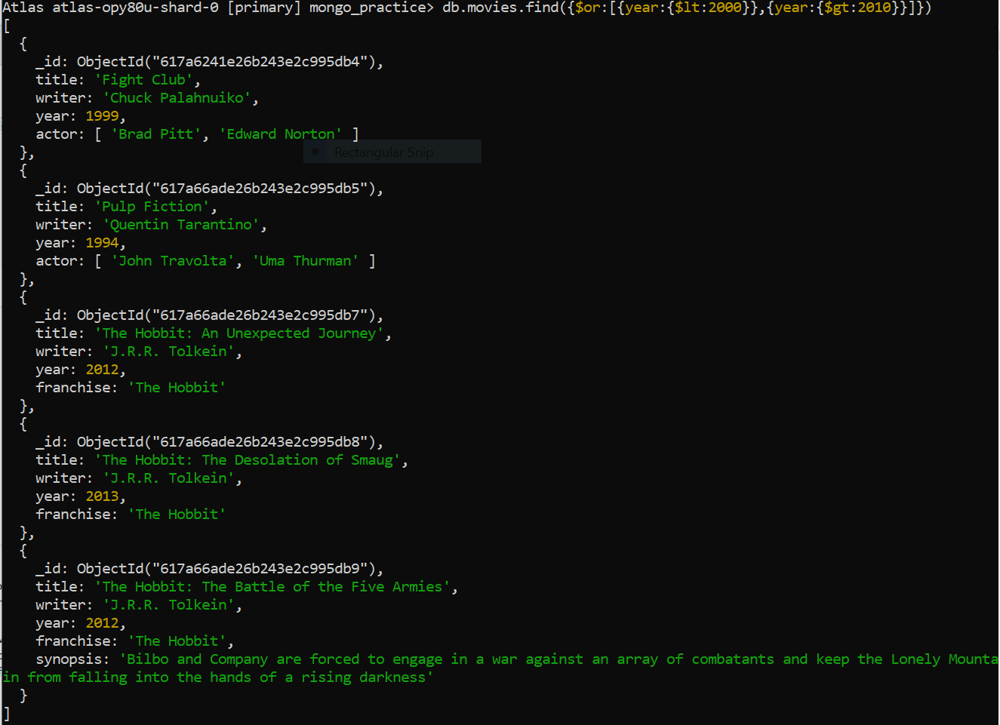 Atlas atlas-opy80u-shard-0 [primary] mongo_practice> db.movies.find({$or:[{year:{$lt:2000}},{year:{$gt:2010}}]})
[
  {
    _id: ObjectId("617a6241e26b243e2c995db4"),
    title: 'Fight Club',
    writer: 'Chuck Palahnuiko',
    year: 1999,
    actor: [ 'Brad Pitt', 'Edward Norton' ]
  },
Rectangular Snip
  {
    _id: ObjectId("617a66ade26b243e2c995db5"),
    title: 'Pulp Fiction',
    writer: 'Quentin Tarantino',
    year: 1994,
    actor: [ 'John Travolta', 'Uma Thurman' ]
  },
  {
    _id: ObjectId("617a66ade26b243e2c995db7"),
    title: 'The Hobbit: An Unexpected Journey',
    writer: 'J.R.R. Tolkein',
    year: 2012,
    franchise: 'The Hobbit'
  },
  {
    _id: ObjectId("617a66ade26b243e2c995db8"),
    title: 'The Hobbit: The Desolation of Smaug',
    writer: 'J.R.R. Tolkein',
    year: 2013,
    franchise: 'The Hobbit'
  },
  {
    _id: ObjectId("617a66ade26b243e2c995db9"),
    title: 'The Hobbit: The Battle of the Five Armies',
    writer: 'J.R.R. Tolkein',
    year: 2012,
    franchise: 'The Hobbit',
    synopsis: 'Bilbo and Company are forced to engage in a war against an array of combatants and keep the Lonely Mounta
in from falling into the hands of a rising darkness'
  }
]